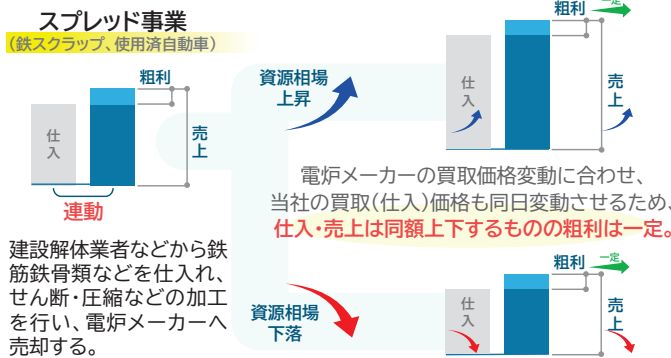 スプレッド事業
（鉄スクラップ、使用済自動車）
粗利
仕入
売上
連動
建設解体業者などから鉄
筋鉄骨類などを仕入れ、
せん断・圧縮などの加工
を行い、電炉メーカーへ
売却する。
資源相場
上昇
粗利
一定
仕入
売上
電炉メーカーの買取価格変動に合わせ、
当社の買取（仕入）価格も同日変動させるため、
仕入・売上は同額上下するものの粗利は一定。
資源相場
下落
粗利
一定
仕入
売上